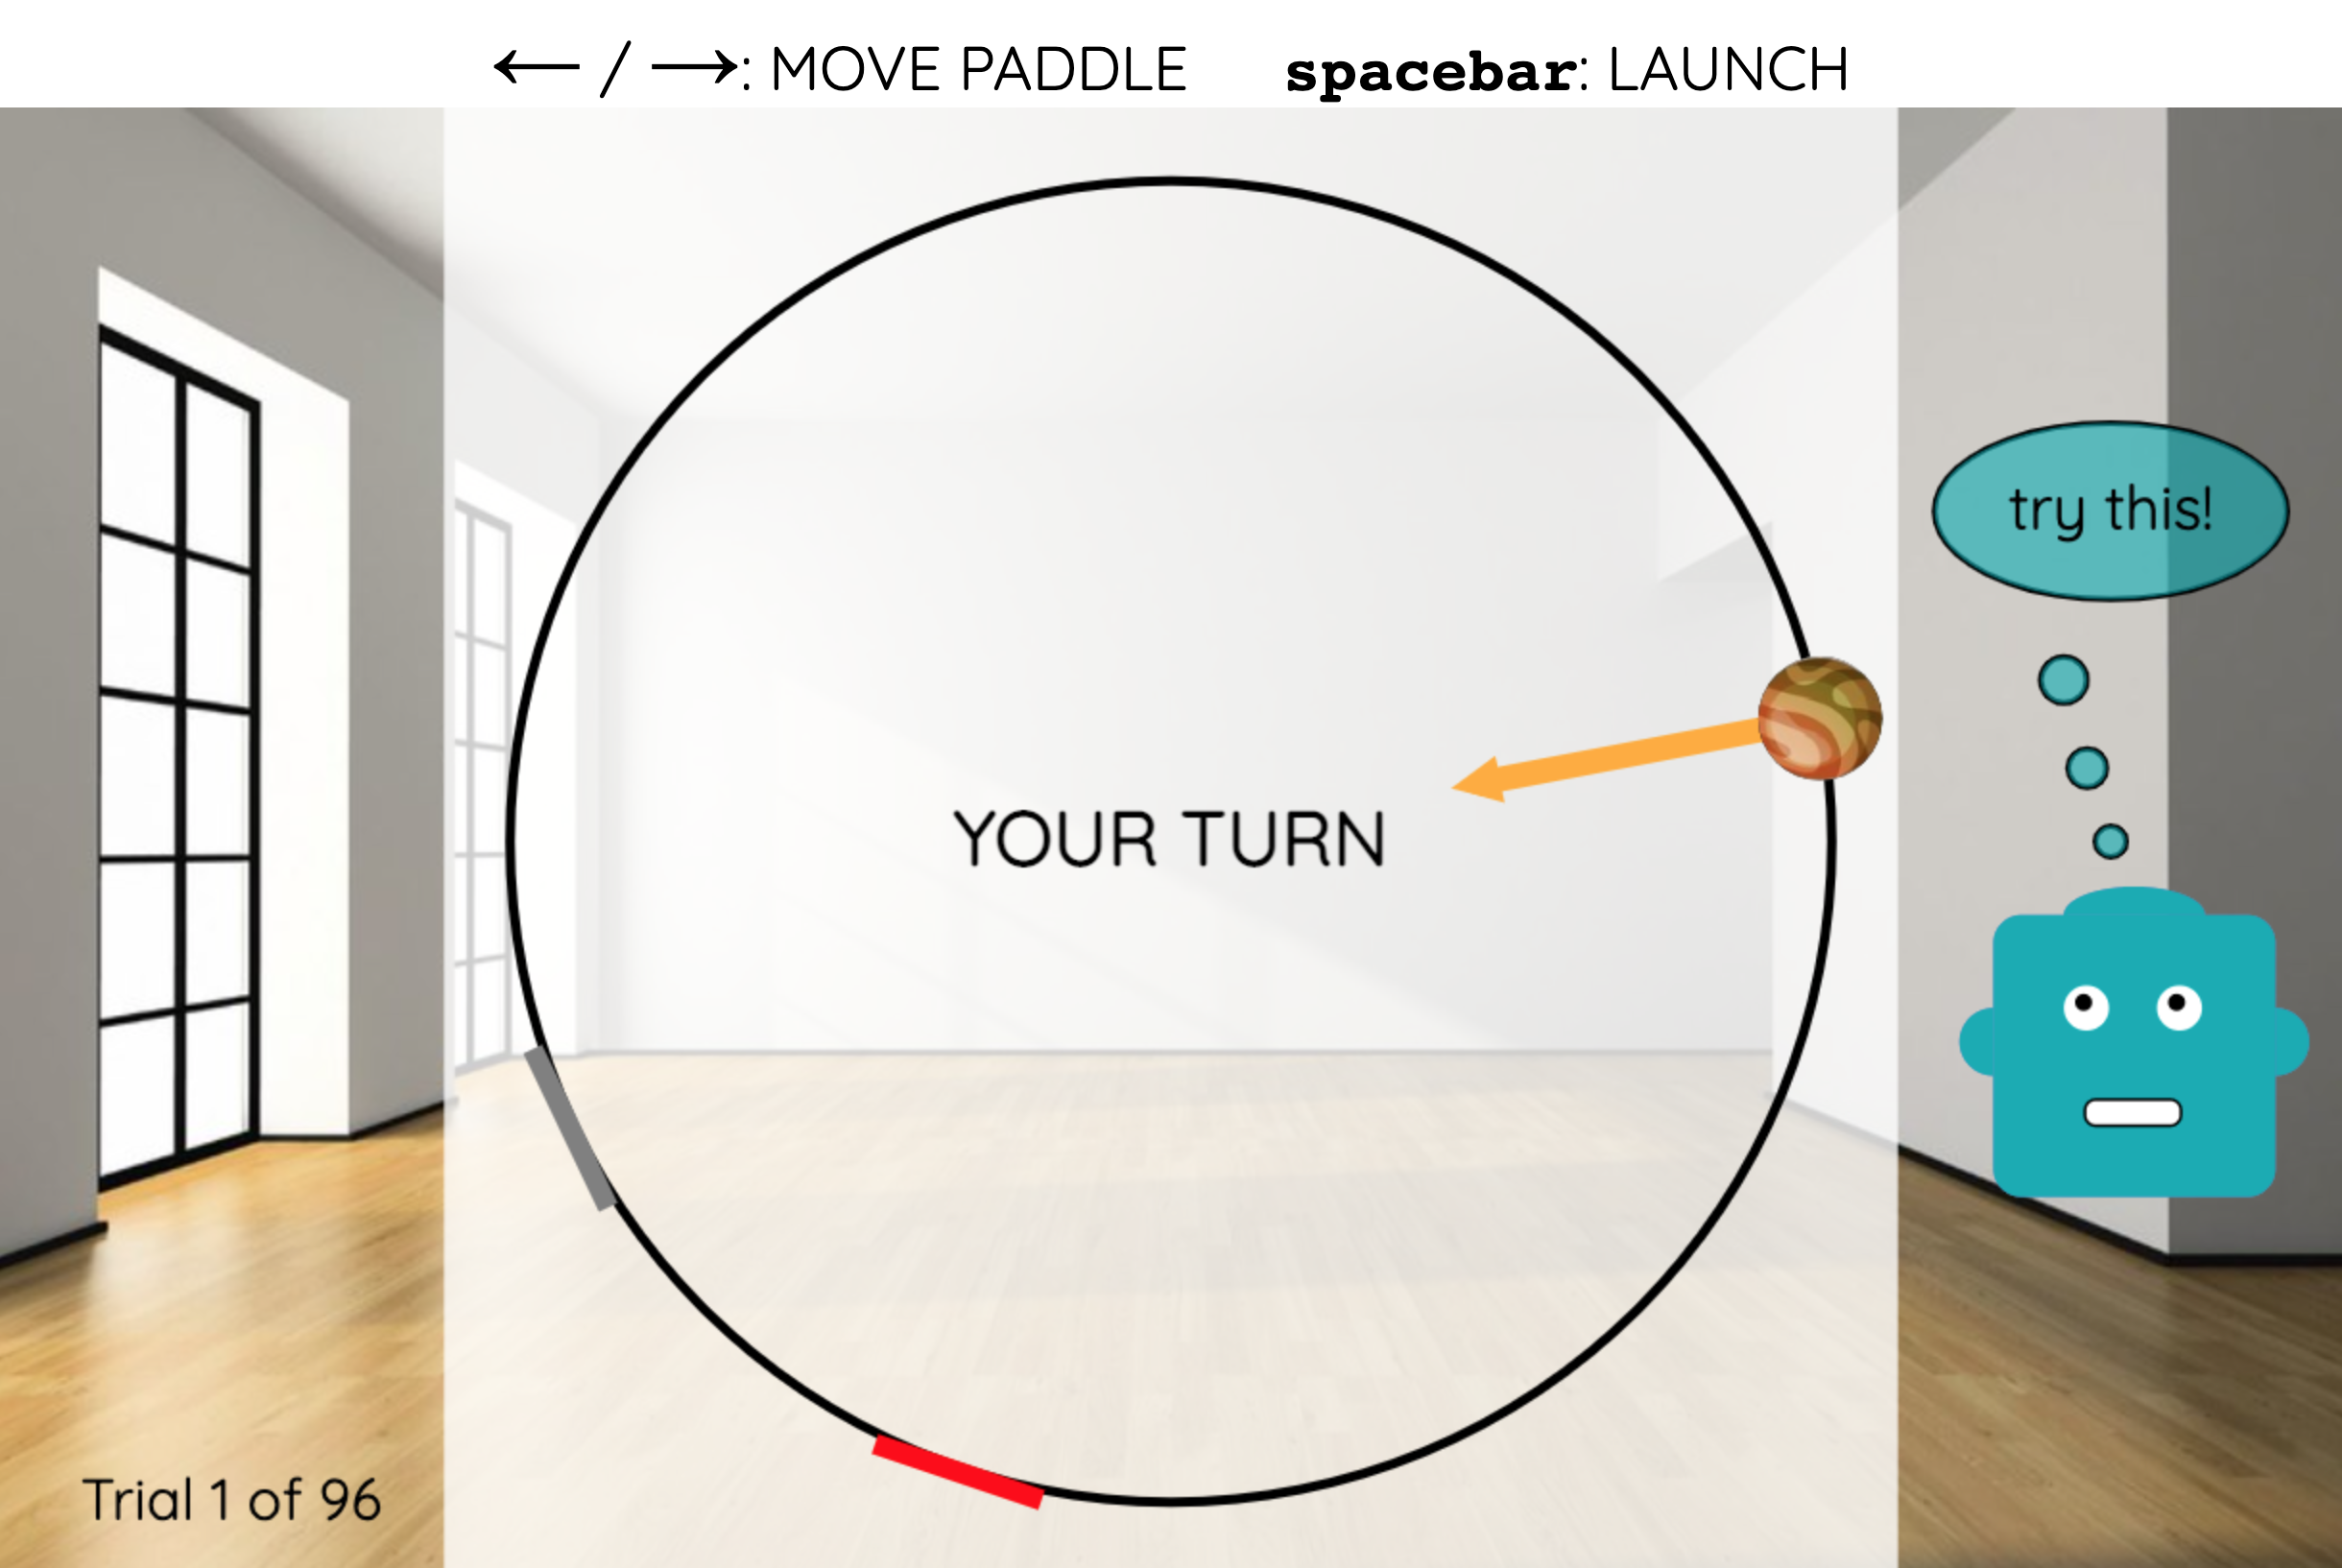 ← / →: MOVE PADDLE spacebar: LAUNCH
try this!
YOUR TURN
Trial 1 of 96